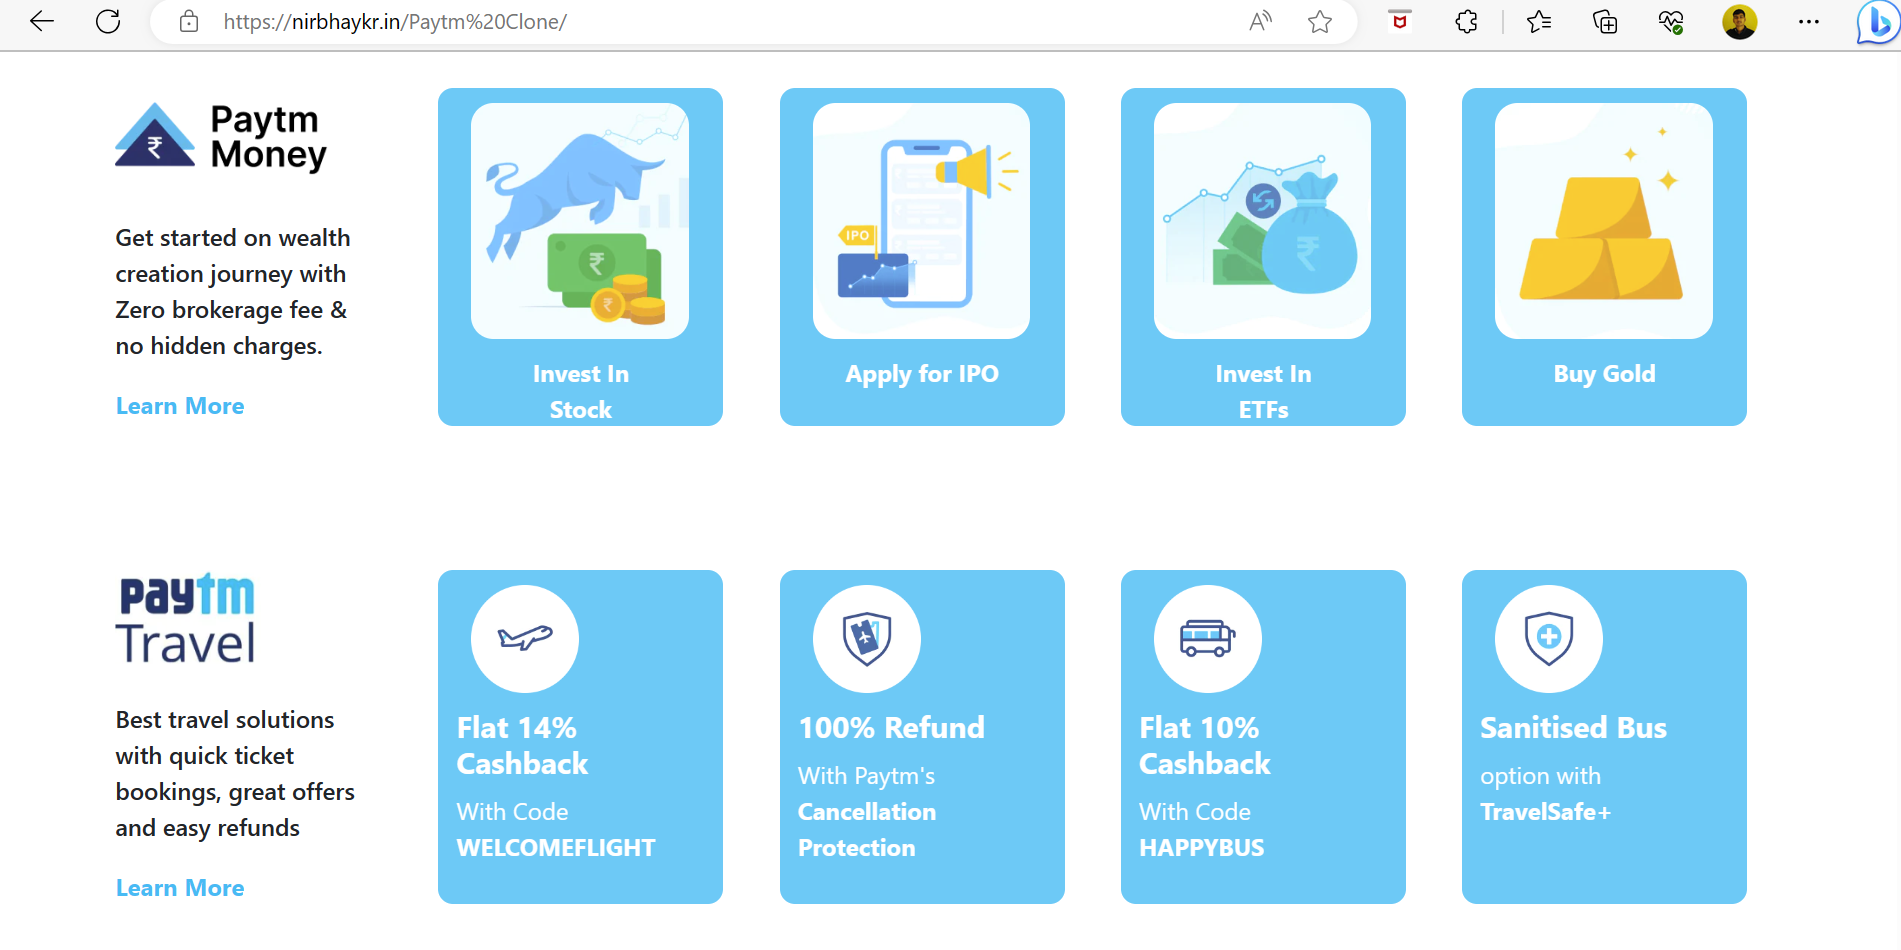 https://nirbhaykr.in/Paytm%20Clone/
Paytm
Money
Get started on wealth
creation journey with
Zero brokerage fee &
no hidden charges.
Learn More
₹
₹
₹
Invest In
Stock
IPO
Apply for IPO
₹
Invest In
ETFs
Buy Gold
paytm
Travel
Best travel solutions
with quick ticket
bookings, great offers
and easy refunds
Learn More
Flat 14%
Cashback
With Code
WELCOMEFLIGHT
100% Refund
With Paytm's
Cancellation
Protection
Flat 10%
Cashback
With Code
HAPPYBUS
Sanitised Bus
option with
TravelSafe+